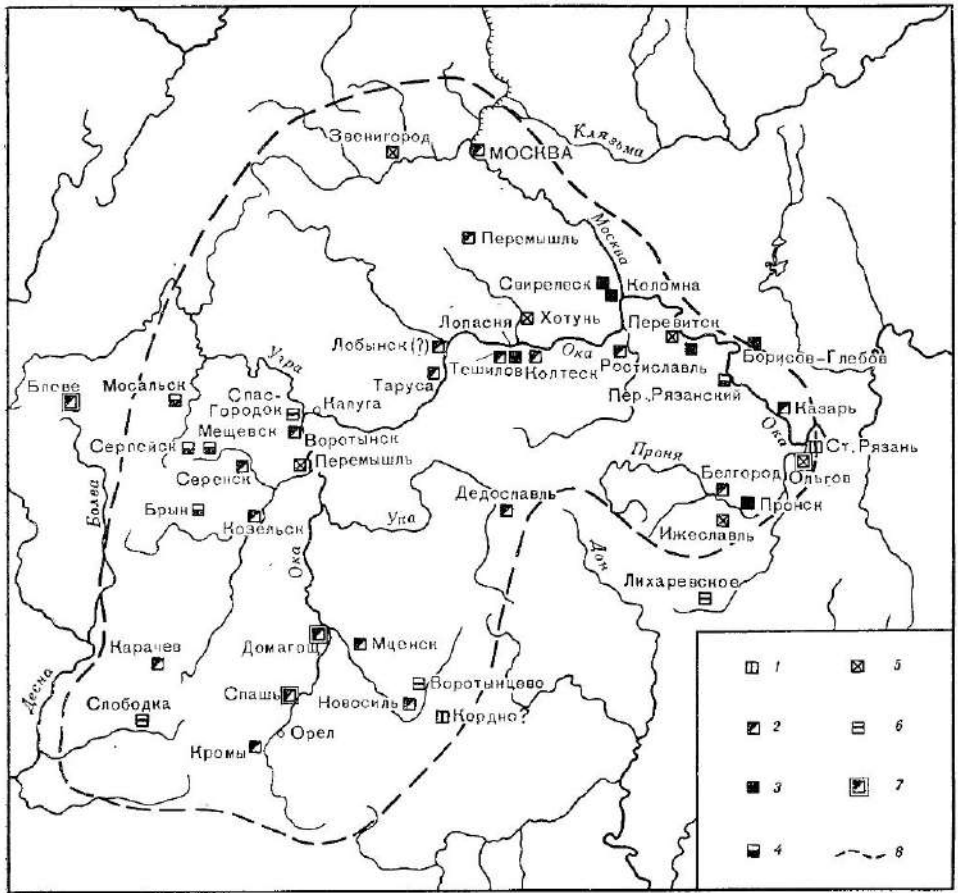 Клязьма
Звенигород
МОСКВА
Москва
Перемышль
Свирелеск
Коломна
Лопасня
Хотунь
Перевитск
Лобынск (?)
Ока
Борисов-Глебов
Угра
Таруса
Тешилов
Колтеск
Ростиславль
Блеве
Мосальск
Спас-
Городок
Калуга
Пер. Рязанский
Казарь
Воротынск
Серпейск
Мещевск
Ока
Ст. Рязань
Перемышль
Проня
Ольгов
Серенск
Белгород
Дедославль
Пронск
Болва
Брын
Козельск
Ука
Ижеславль
Ока
Дон
Лихаревское
Карачев
Домагощ
Мценск
Десна
Спашь
Воротынцево
Слободка
Новосиль
Кордно?
Орел
Кромы
1
5
2
6
3
7
4
8